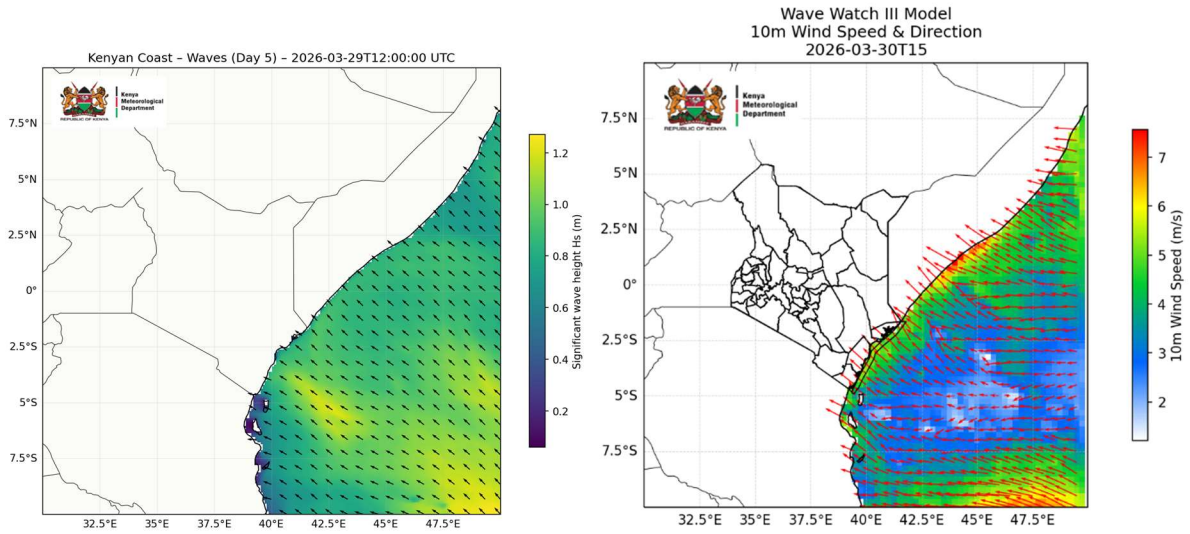 Kenyan Coast – Waves (Day 5) – 2026-03-29T12:00:00 UTC
Kenya
Meteorological
Department
REPUBLIC OF KENYA
7.5°N
5°N
2.5°N
0°
2.5°S
5°S
7.5°S
32.5°E
35°E
37.5°E
40°E
42.5°E
45°E
47.5°E
1.2
1.0
0.8
0.6
0.4
0.2
Significant wave height Hs (m)
Wave Watch III Model
10m Wind Speed & Direction
2026-03-30T15
Kenya
Meteorological
Department
REPUBLIC OF KENYA
7.5°N
5°N
2.5°N
0°
2.5°S
5°S
7.5°S
32.5°E
35°E
37.5°E
40°E
42.5°E
45°E
47.5°E
7
6
5
4
3
2
10m Wind Speed (m/s)